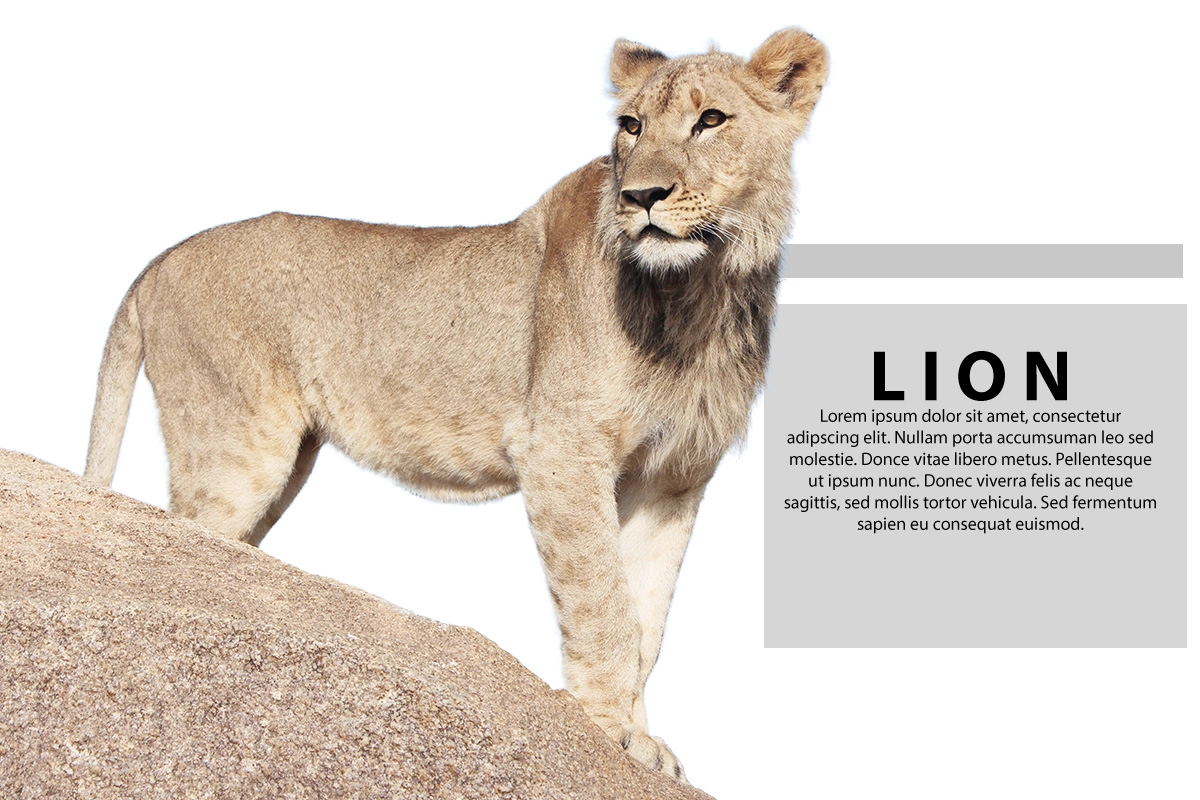 LION
Lorem ipsum dolor sit amet, consectetur
adipscing elit. Nullam porta accumsuman leo sed
molestie. Donce vitae libero metus. Pellentesque
ut ipsum nunc. Donec viverra felis ac neque
sagittis, sed mollis tortor vehicula. Sed fermentum
sapien eu consequat euismod.